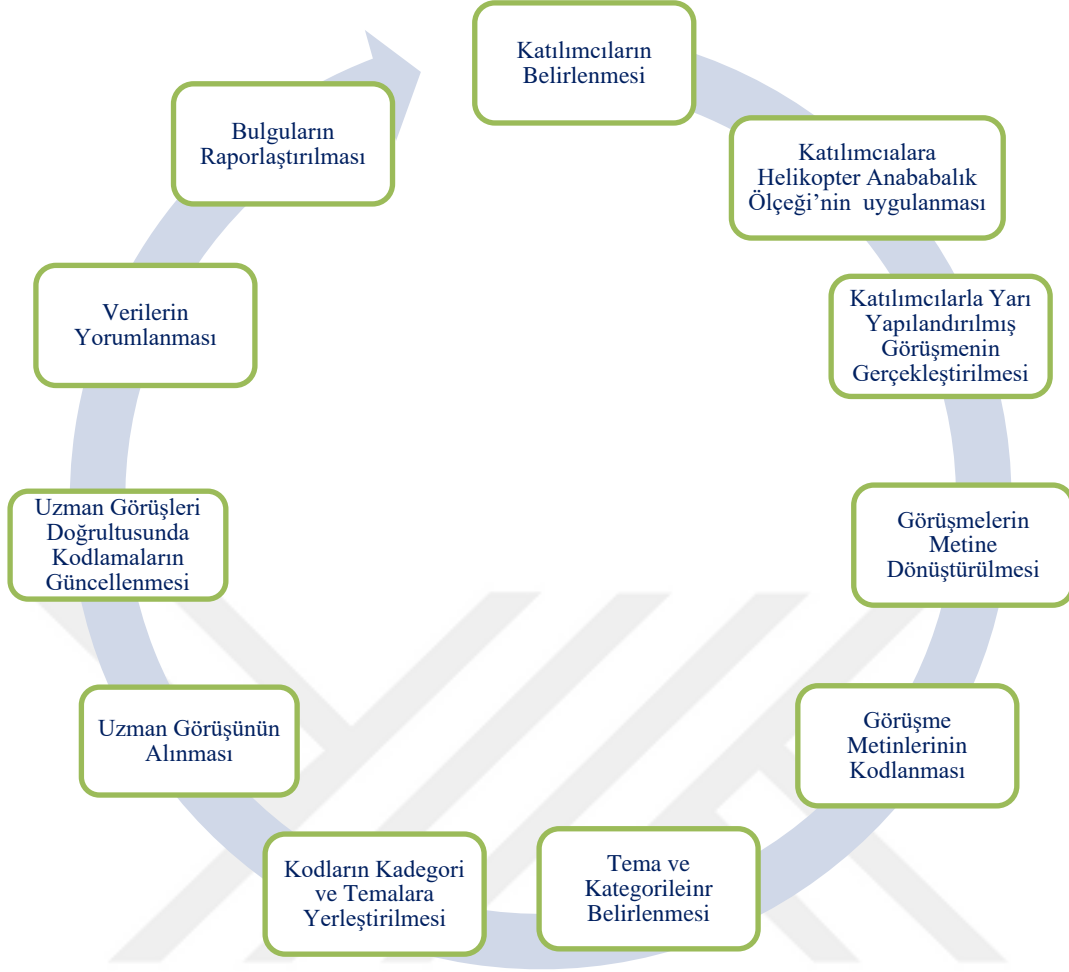 Katılımcıların
Belirlenmesi
Katılımcıalara
Helikopter Anababalık
Ölçeği’nin uygulanması
Katılımcılarla Yarı
Yapılandırılmış
Görüşmenin
Gerçekleştirilmesi
Görüşmelerin
Metine
Dönüştürülmesi
Görüşme
Metinlerinin
Kodlanması
Tema ve
Kategorileinr
Belirlenmesi
Kodların Kadegori
ve Temalara
Yerleştirilmesi
Uzman Görüşünün
Alınması
Uzman Görüşleri
Doğrultusunda
Kodlamaların
Güncellenmesi
Verilerin
Yorumlanması
Bulguların
Raporlaştırılması